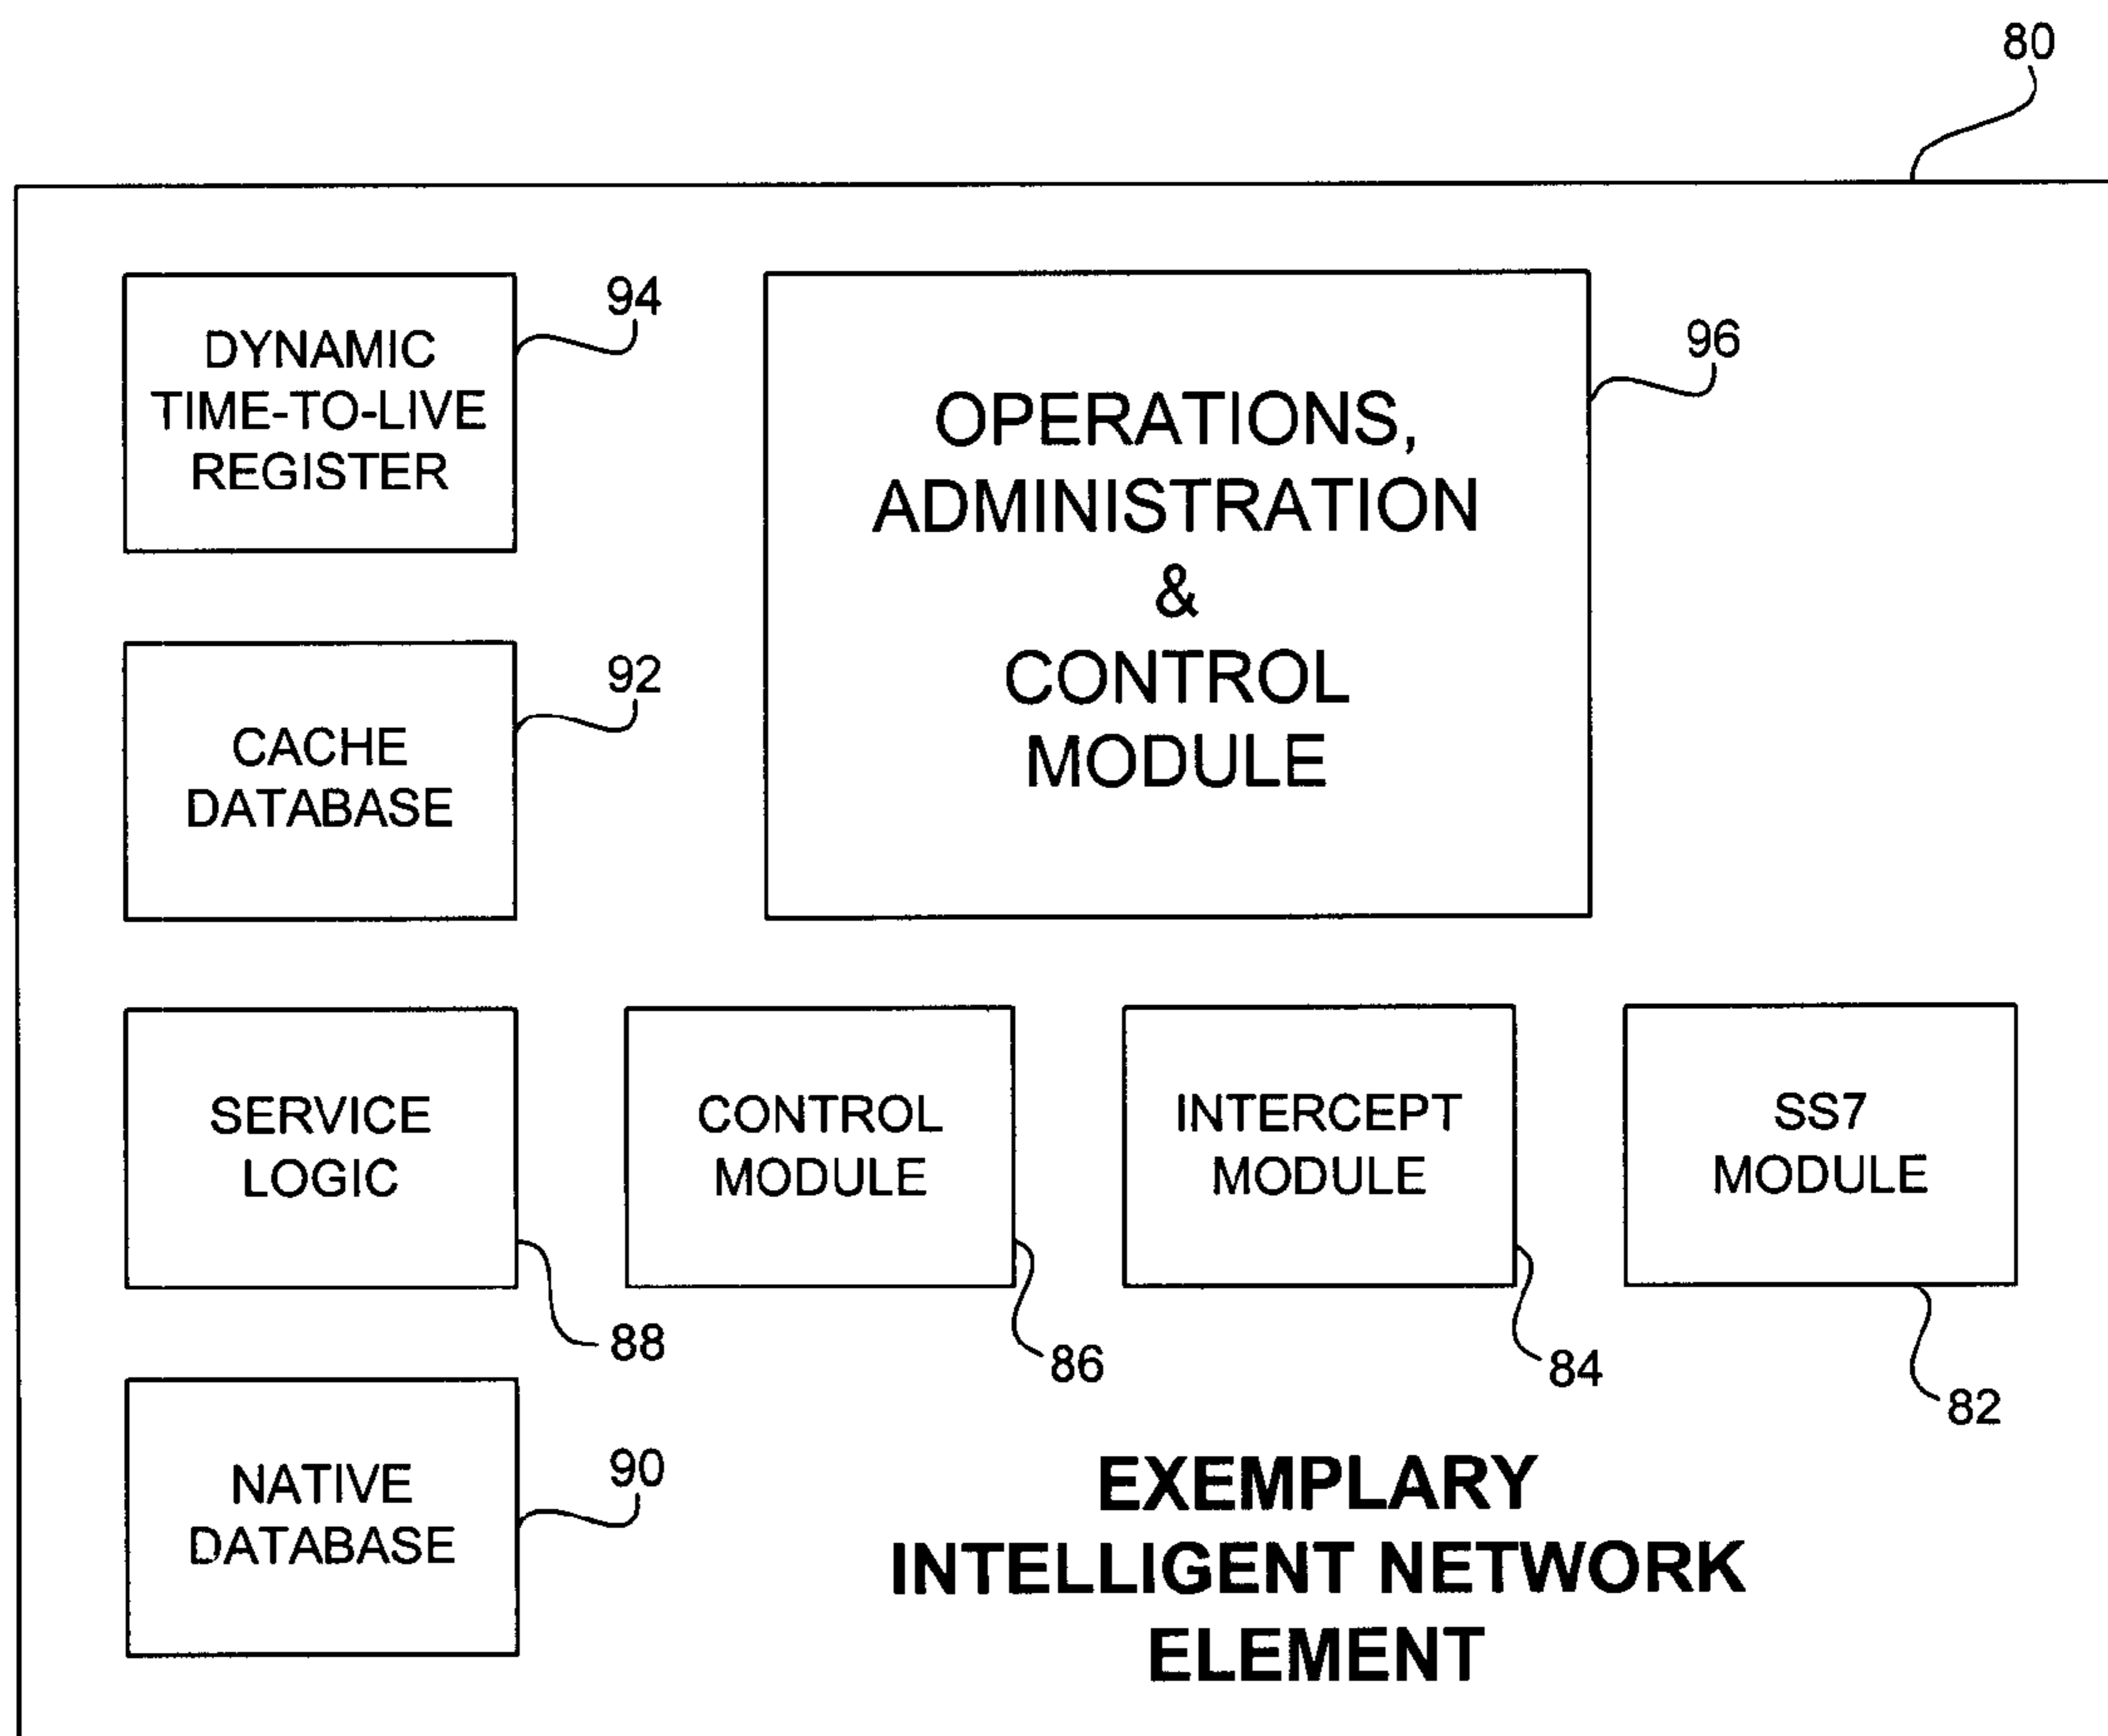 80
DYNAMIC
TIME-TO-LIVE
REGISTER
94
OPERATIONS,
ADMINISTRATION
&
CONTROL
MODULE
96
CACHE
DATABASE
92
SERVICE
LOGIC
88
CONTROL
MODULE
86
INTERCEPT
MODULE
84
SS7
MODULE
82
NATIVE
DATABASE
90
EXEMPLARY
INTELLIGENT NETWORK
ELEMENT